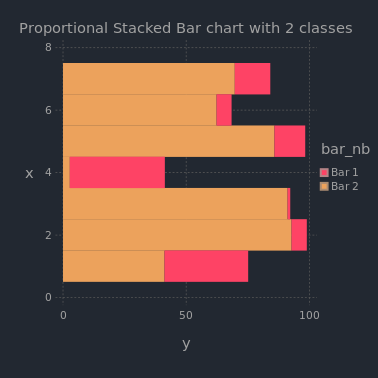 Proportional Stacked Bar chart with 2 classes
8
6
4
2
0
x
0 50 100
y
bar_nb
Bar 1
Bar 2